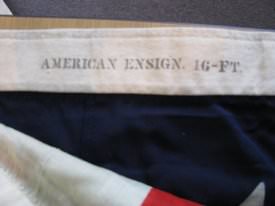 AMERICAN ENSIGN. 16-FT.